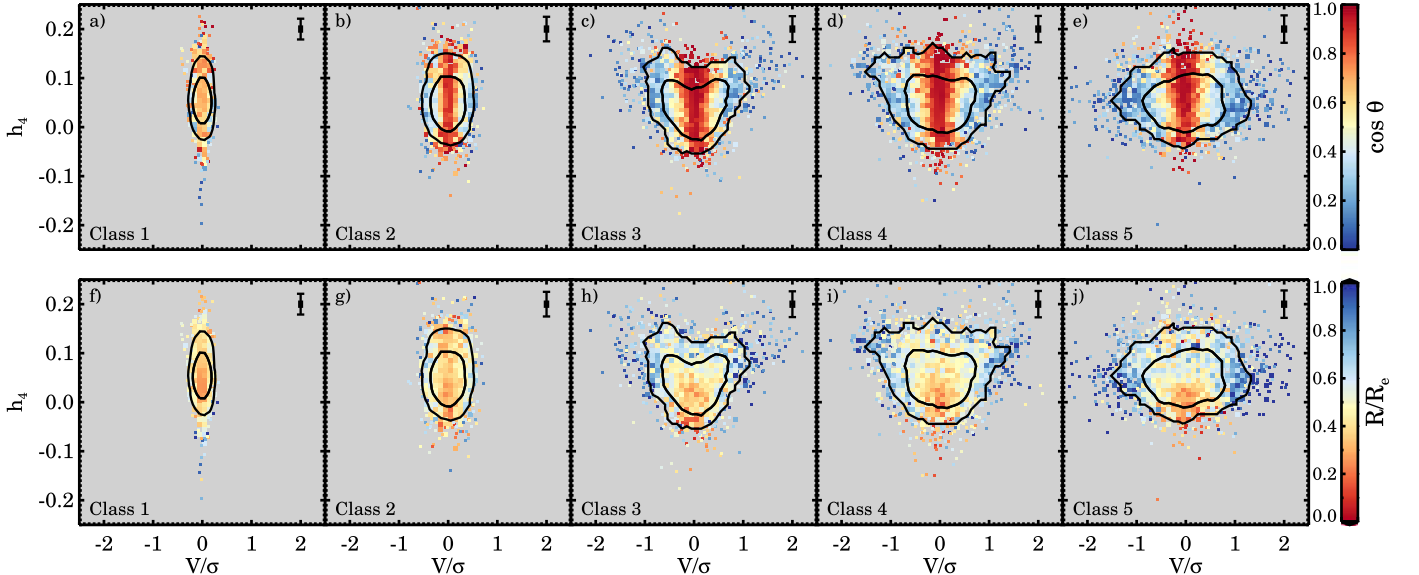 a) b) c) d) e)
0.2
0.1
0.0
-0.1
-0.2
h4
Class 1 Class 2 Class 3 Class 4 Class 5
1.0
0.8
0.6
0.4
0.2
0.0
cos θ
f) g) h) i) j)
0.2
0.1
0.0
-0.1
-0.2
h4
Class 1 Class 2 Class 3 Class 4 Class 5
1.0
0.8
0.6
0.4
0.2
0.0
R/Re
-2 -1 0 1 2 -2 -1 0 1 2 -2 -1 0 1 2 -2 -1 0 1 2 -2 -1 0 1 2
V/σ V/σ V/σ V/σ V/σ